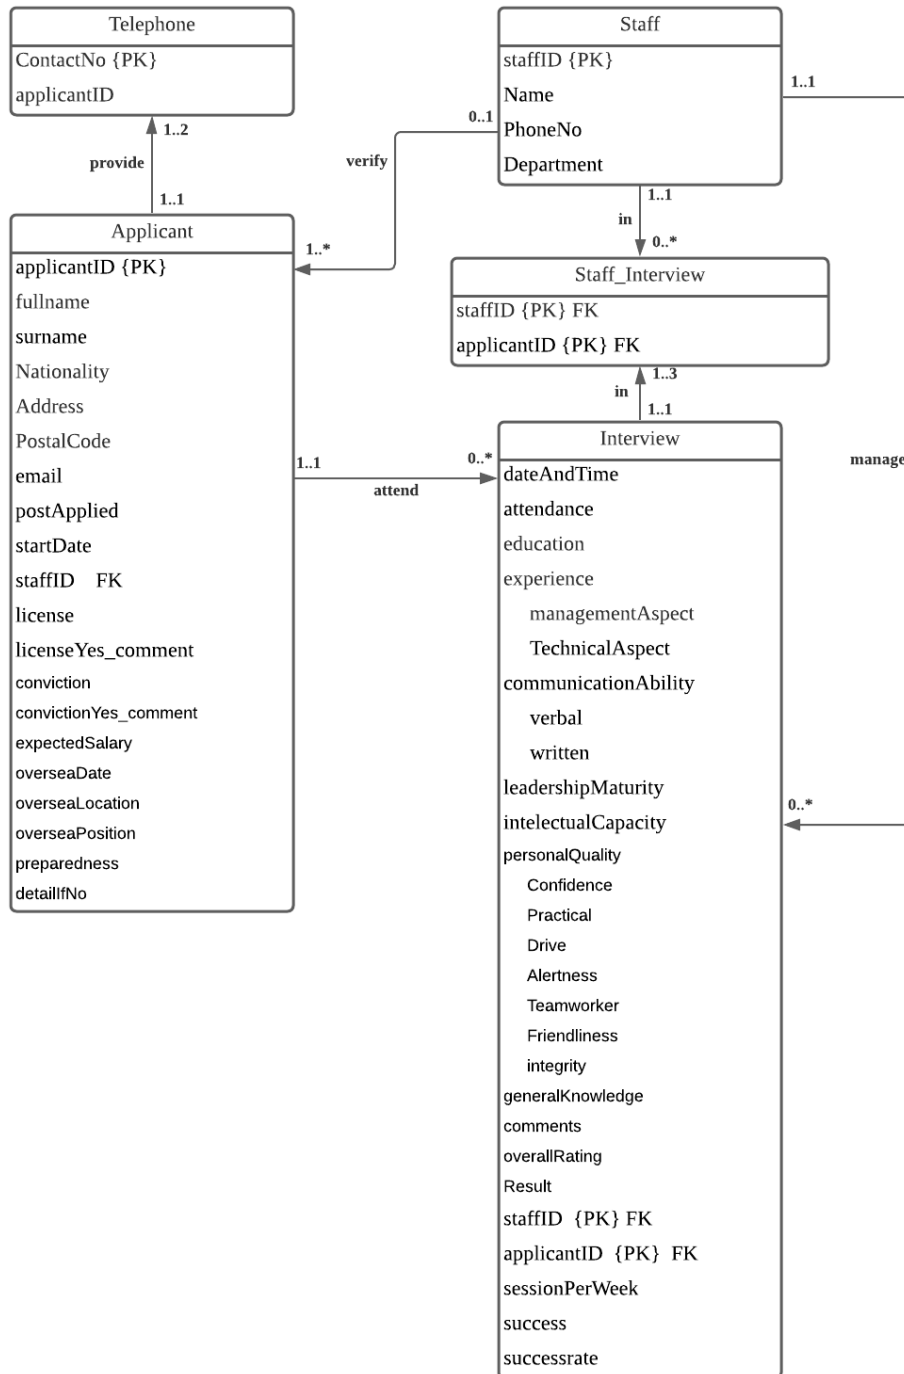 Telephone
ContactNo {PK}
applicantID
1..2
provide
1..1
Applicant
applicantID {PK}
fullname
surname
Nationality
Address
PostalCode
email
postApplied
startDate
staffID FK
license
licenseYes_comment
conviction
convictionYes_comment
expectedSalary
overseaDate
overseaLocation
overseaPosition
preparedness
detailIfNo
Staff
staffID {PK}
Name
PhoneNo
Department
0..1
verify
1..*
1..1
in
0..*
Staff_Interview
staffID {PK} FK
applicantID {PK} FK
1..3
in
1..1
1..1
attend
0..*
Interview
dateAndTime
attendance
education
experience
managementAspect
TechnicalAspect
communicationAbility
verbal
written
leadershipMaturity
intelectualCapacity
personalQuality
Confidence
Practical
Drive
Alertness
Teamworker
Friendliness
integrity
generalKnowledge
comments
overallRating
Result
staffID {PK} FK
applicantID {PK} FK
sessionPerWeek
success
successrate
1..1
manage
0..*